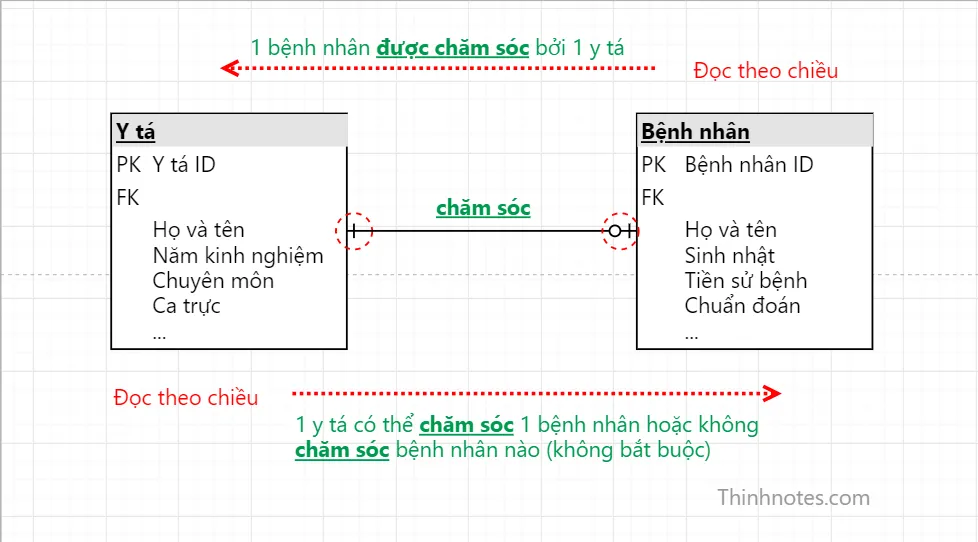 1 bệnh nhân được chăm sóc bởi 1 y tá
Đọc theo chiều
Y tá
PK Y tá ID
FK
Họ và tên
Năm kinh nghiệm
Chuyên môn
Ca trực
...
chăm sóc
Bệnh nhân
PK Bệnh nhân ID
FK
Họ và tên
Sinh nhật
Tiền sử bệnh
Chuẩn đoán
...
Đọc theo chiều
1 y tá có thể chăm sóc 1 bệnh nhân hoặc không
chăm sóc bệnh nhân nào (không bắt buộc)
Thinhnotes.com